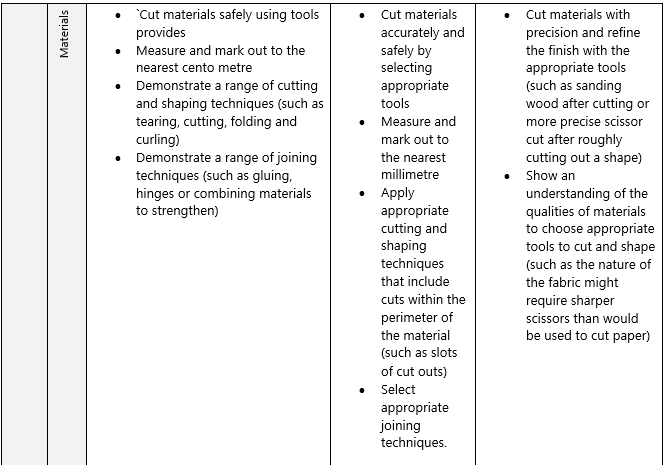 Materials
• `Cut materials safely using tools
provides
• Measure and mark out to the
nearest cento metre
• Demonstrate a range of cutting
and shaping techniques (such as
tearing, cutting, folding and
curling)
• Demonstrate a range of joining
techniques (such as gluing,
hinges or combining materials
to strengthen)
• Cut materials
accurately and
safely by
selecting
appropriate
tools
• Measure and
mark out to
the nearest
millimetre
• Apply
appropriate
cutting and
shaping
techniques
that include
cuts within the
perimeter of
the material
(such as slots
of cut outs)
• Select
appropriate
joining
techniques.
• Cut materials with
precision and refine
the finish with the
appropriate tools
(such as sanding
wood after cutting or
more precise scissor
cut after roughly
cutting out a shape)
• Show an
understanding of the
qualities of materials
to choose appropriate
tools to cut and shape
(such as the nature of
the fabric might
require sharper
scissors than would
be used to cut paper)